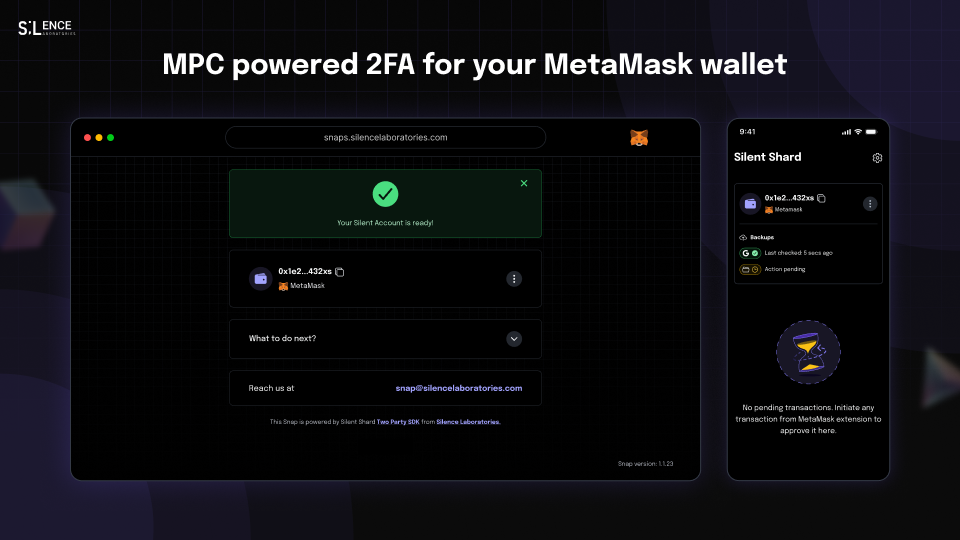 SiLENCE
LABORATORIES
MPC powered 2FA for your MetaMask wallet
snaps.silencelaboratories.com
Your Silent Account is ready!
0x1e2...432xs
MetaMask
What to do next?
Reach us at snap@silencelaboratories.com
This Snap is powered by Silent Shard Two Party SDK from Silence Laborstories.
Snap version: 1.1.23
9:41
Silent Shard
0x1e2...432xs
Metamask
Backups
G Last checked: 5 secs ago
Action pending
No pending transactions. Initiate any
transaction from MetaMask extension to
approve it here.